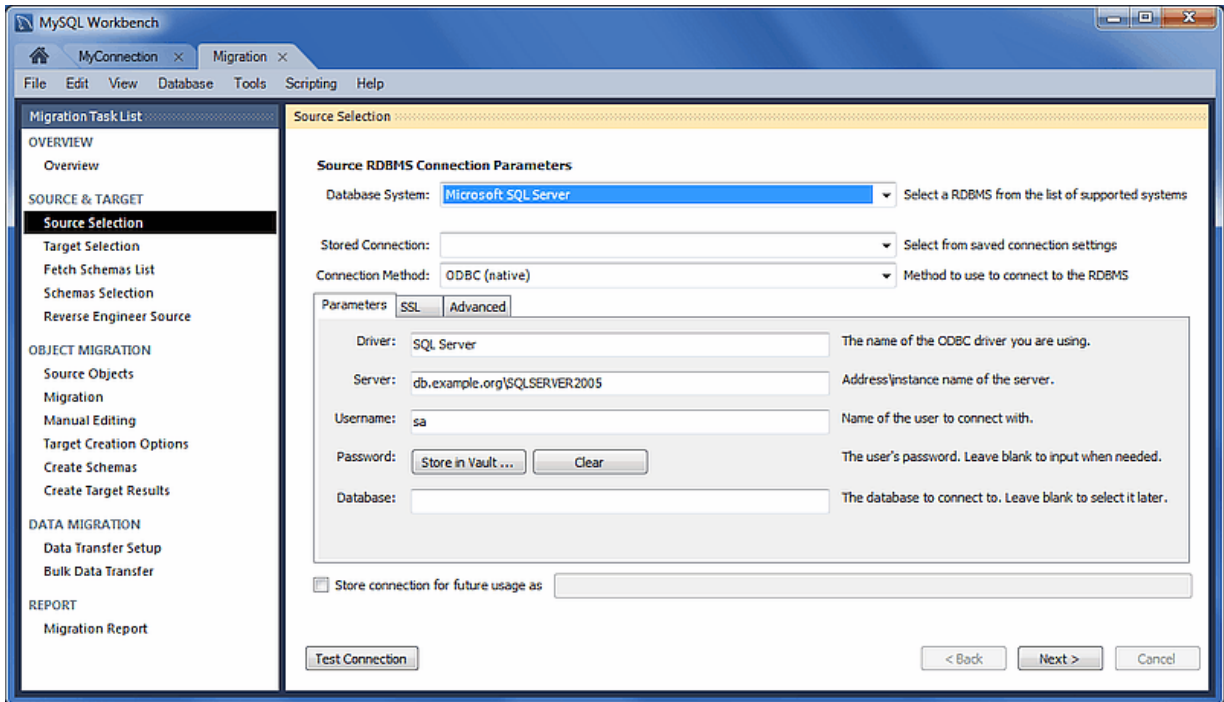 MySQL Workbench
MyConnection
Migration
File Edit View Database Tools Scripting Help
Migration Task List
OVERVIEW
Overview
SOURCE & TARGET
Source Selection
Target Selection
Fetch Schemas List
Schemas Selection
Reverse Engineer Source
OBJECT MIGRATION
Source Objects
Migration
Manual Editing
Target Creation Options
Create Schemas
Create Target Results
DATA MIGRATION
Data Transfer Setup
Bulk Data Transfer
REPORT
Migration Report
Source Selection
Source RDBMS Connection Parameters
Database System: Microsoft SQL Server Select a RDBMS from the list of supported systems
Stored Connection: Select from saved connection settings
Connection Method: ODBC (native) Method to use to connect to the RDBMS
Parameters SSL Advanced
Driver: SQL Server The name of the ODBC driver you are using.
Server: db.example.org\SQLSERVER2005 Address\instance name of the server.
Username: sa Name of the user to connect with.
Password: Store in Vault ... Clear The user's password. Leave blank to input when needed.
Database: The database to connect to. Leave blank to select it later.
Store connection for future usage as
Test Connection < Back Next > Cancel